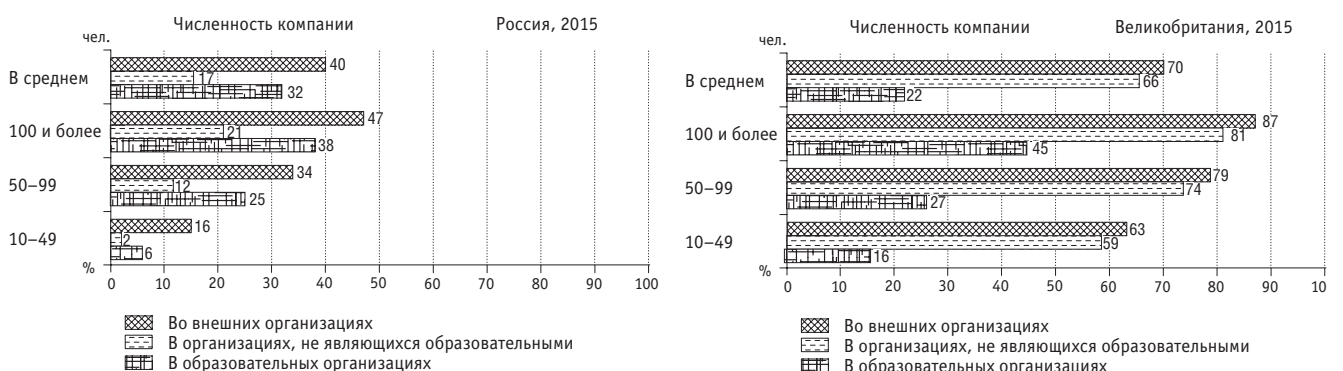 Численность компании
Россия, 2015
чел.
В среднем
40
17
32
100 и более
47
21
38
50–99
34
12
25
10–49
16
2
6
%
0 10 20 30 40 50 60 70 80 90 100
Во внешних организациях
В организациях, не являющихся образовательными
В образовательных организациях
Численность компании
Великобритания, 2015
чел.
В среднем
70
66
22
100 и более
87
81
45
50–99
79
74
27
10–49
63
59
16
%
0 10 20 30 40 50 60 70 80 90 10
Во внешних организациях
В организациях, не являющихся образовательными
В образовательных организациях